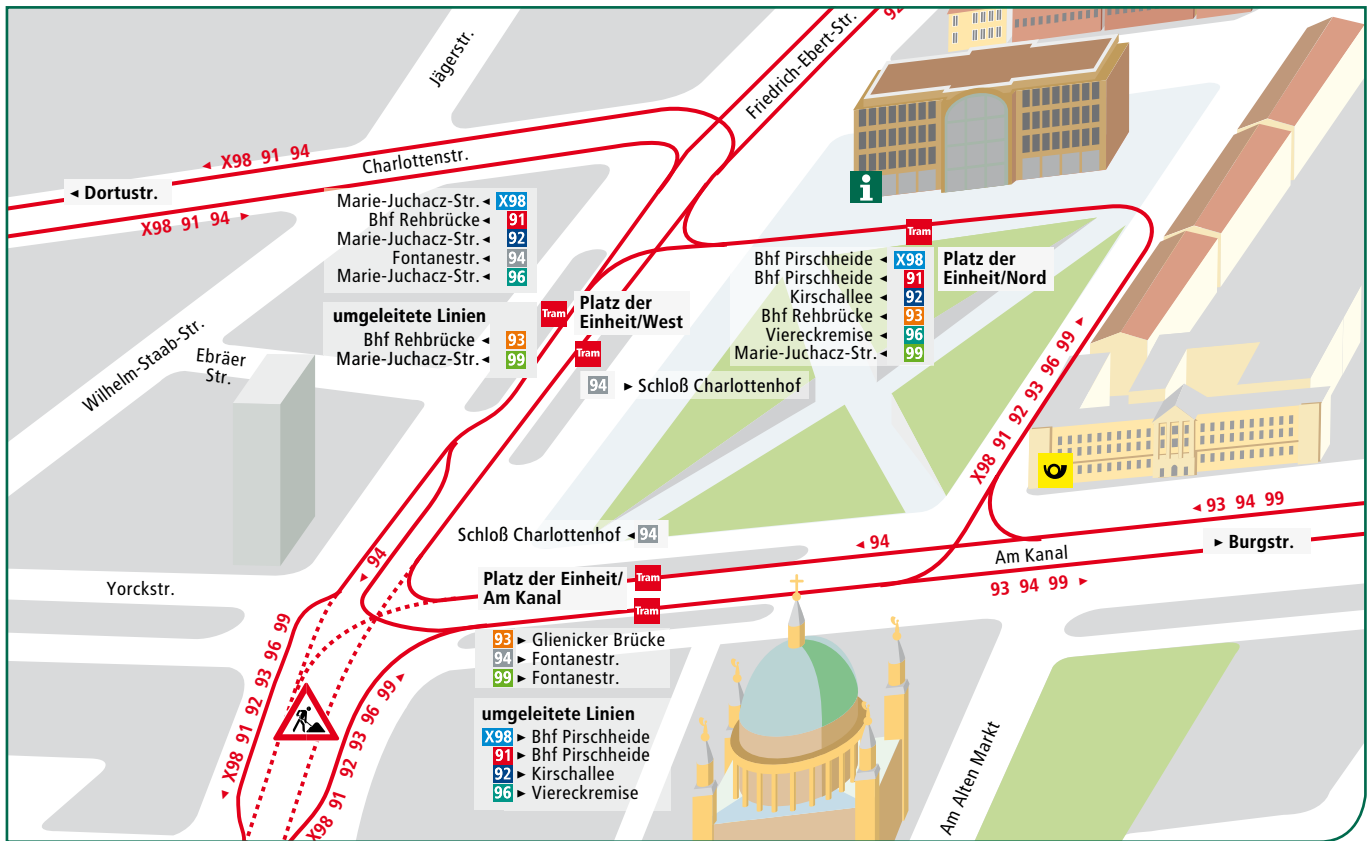 Jägerstr.
Friedrich-Ebert-Str.
92
◄ X98 91 94
Charlottenstr.
◄ Dortustr.
X98 91 94 ►
Marie-Juchacz-Str. ◄ X98
Bhf Rehbrücke ◄ 91
Marie-Juchacz-Str. ◄ 92
Fontanestr. ◄ 94
Marie-Juchacz-Str. ◄ 96
umgeleitete Linien
Bhf Rehbrücke ◄ 93
Marie-Juchacz-Str. ◄ 99
Tram
Platz der
Einheit/West
Tram
94 ► Schloß Charlottenhof
i
Tram
Platz der
Einheit/Nord
Bhf Pirschheide ◄ X98
Bhf Pirschheide ◄ 91
Kirschallee ◄ 92
Bhf Rehbrücke ◄ 93
Viereckremise ◄ 96
Marie-Juchacz-Str. ◄ 99
X98 91 92 93 96 99 ►
Wilhelm-Staab-Str.
Ebräer
Str.
Yorckstr.
◄ 94
Schloß Charlottenhof ◄ 94
◄ 94
◄ 93 94 99
Am Kanal
► Burgstr.
93 94 99 ►
Platz der Einheit/
Am Kanal
Tram
Tram
93 ► Glienicker Brücke
94 ► Fontanestr.
99 ► Fontanestr.
umgeleitete Linien
X98 ► Bhf Pirschheide
91 ► Bhf Pirschheide
92 ► Kirschallee
96 ► Viereckremise
◄ X98 91 92 93 96 99
X98 91 92 93 96 99 ►
Am Alten Markt